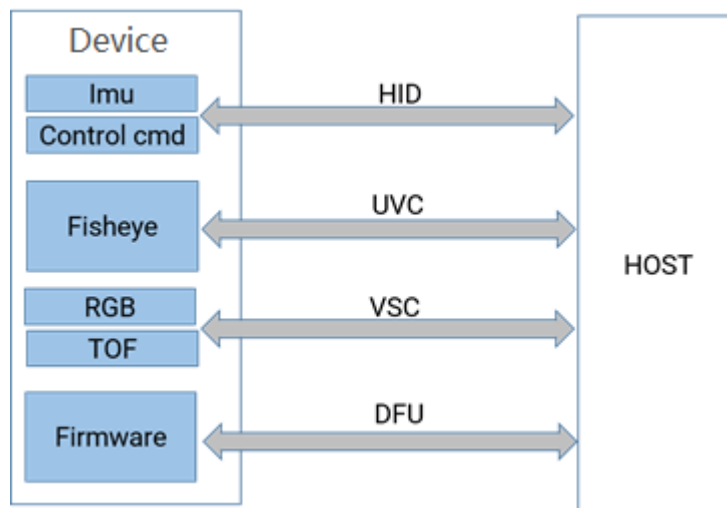 Device
Imu
HID
Control cmd
Fisheye
UVC
HOST
RGB
VSC
TOF
Firmware
DFU